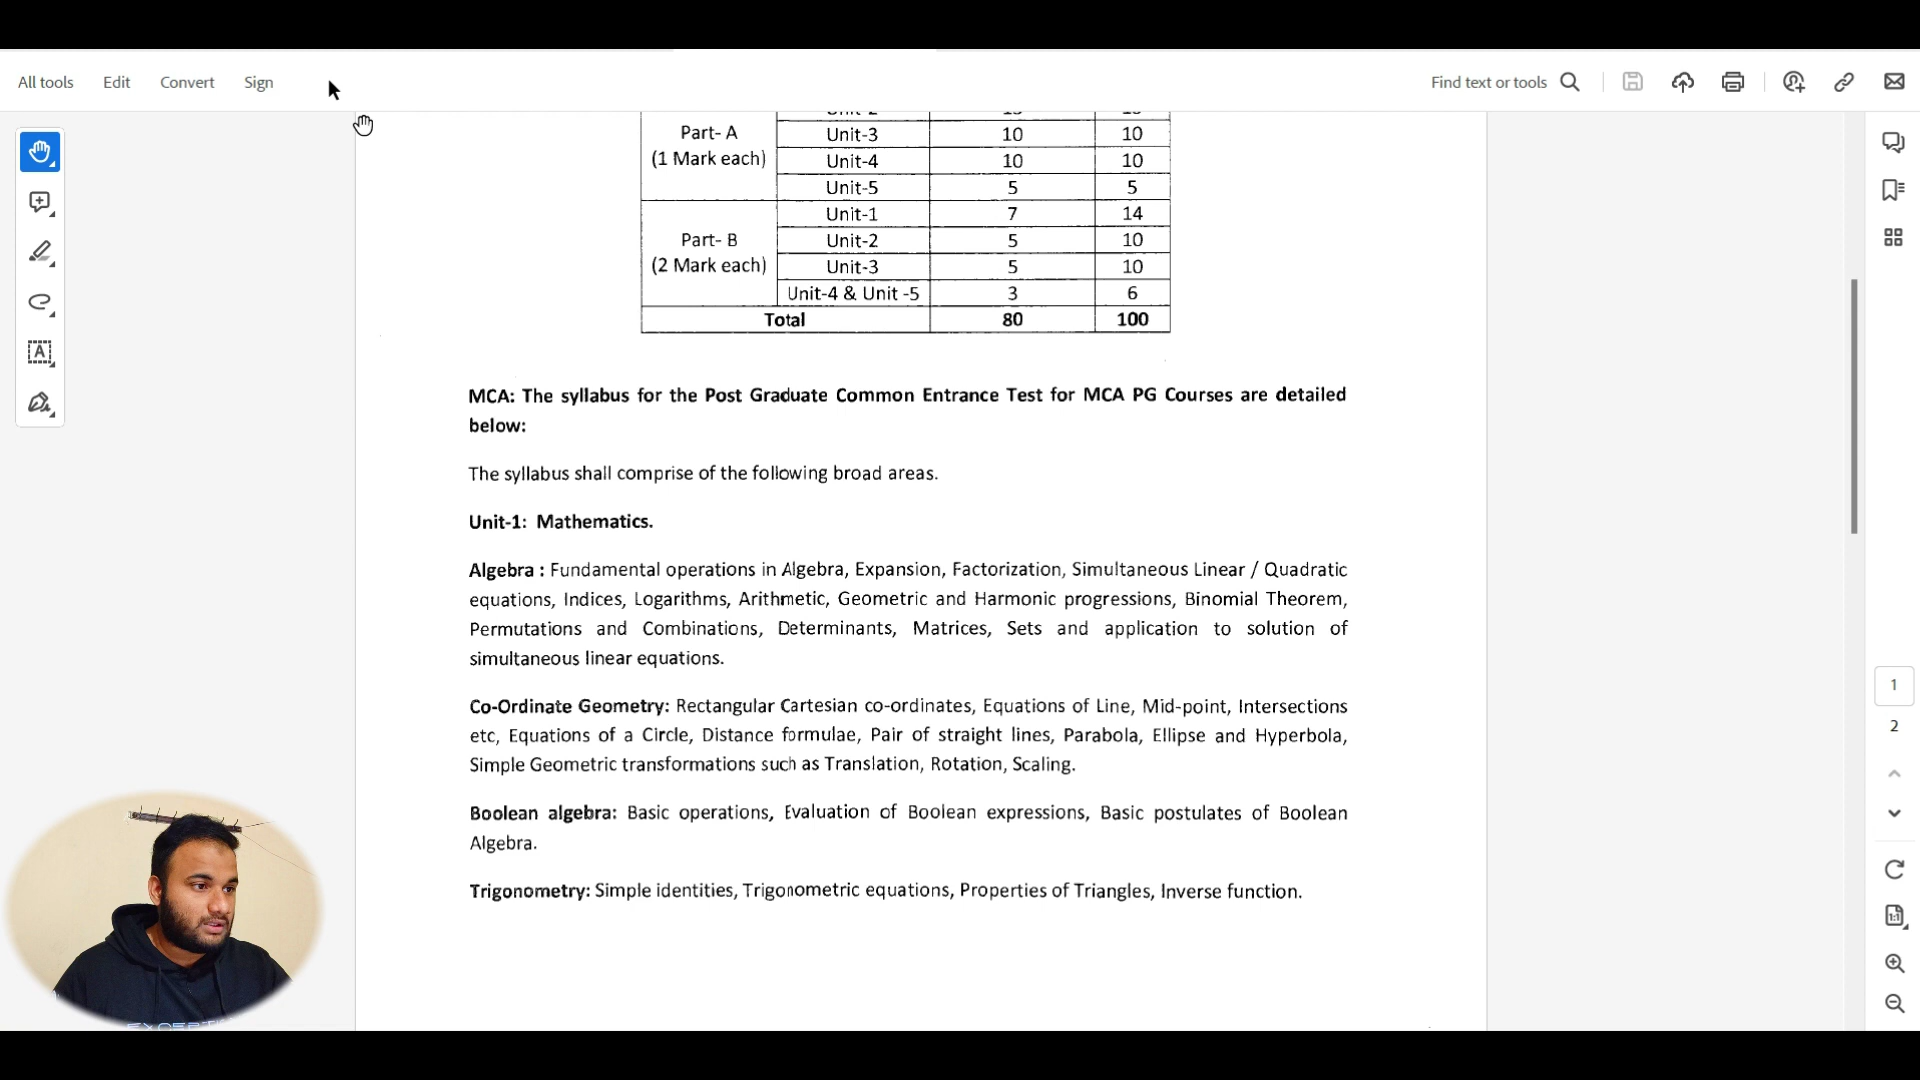 All tools Edit Convert Sign Find text or tools
Part- A
(1 Mark each)
Unit-3 10 10
Unit-4 10 10
Unit-5 5 5
Part- B
(2 Mark each)
Unit-1 7 14
Unit-2 5 10
Unit-3 5 10
Unit-4 & Unit -5 3 6
Total 80 100
MCA: The syllabus for the Post Graduate Common Entrance Test for MCA PG Courses are detailed
below:
The syllabus shall comprise of the following broad areas.
Unit-1: Mathematics.
Algebra : Fundamental operations in Algebra, Expansion, Factorization, Simultaneous Linear / Quadratic
equations, Indices, Logarithms, Arithmetic, Geometric and Harmonic progressions, Binomial Theorem,
Permutations and Combinations, Determinants, Matrices, Sets and application to solution of
simultaneous linear equations.
Co-Ordinate Geometry: Rectangular Cartesian co-ordinates, Equations of Line, Mid-point, Intersections
etc, Equations of a Circle, Distance formulae, Pair of straight lines, Parabola, Ellipse and Hyperbola,
Simple Geometric transformations such as Translation, Rotation, Scaling.
Boolean algebra: Basic operations, Evaluation of Boolean expressions, Basic postulates of Boolean
Algebra.
Trigonometry: Simple identities, Trigonometric equations, Properties of Triangles, Inverse function.
1
2